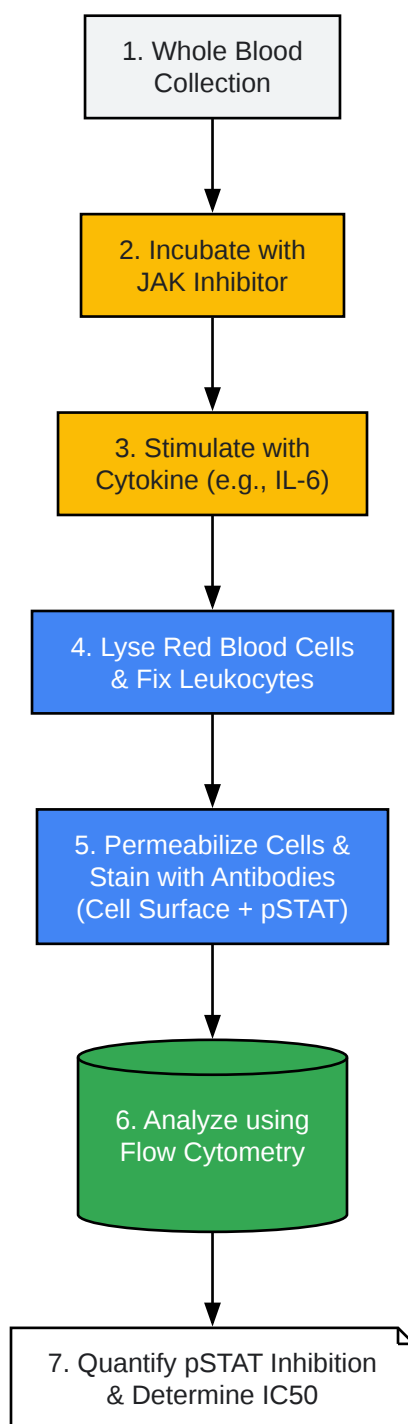 1. Whole Blood
Collection
2. Incubate with
JAK Inhibitor
3. Stimulate with
Cytokine (e.g., IL-6)
4. Lyse Red Blood Cells
& Fix Leukocytes
5. Permeabilize Cells &
Stain with Antibodies
(Cell Surface + pSTAT)
6. Analyze using
Flow Cytometry
7. Quantify pSTAT Inhibition
& Determine IC50